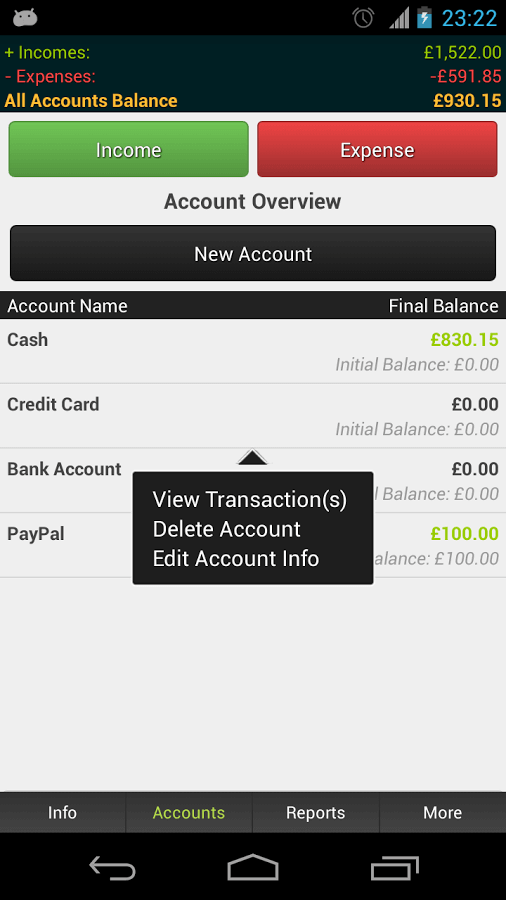 23:22
+ Incomes: £1,522.00
- Expenses: -£591.85
All Accounts Balance £930.15
Income Expense
Account Overview
New Account
Account Name Final Balance
Cash £830.15
Initial Balance: £0.00
Credit Card £0.00
Initial Balance: £0.00
Bank Account £0.00
View Transaction(s) l Balance: £0.00
Delete Account
PayPal £100.00
Edit Account Info alance: £100.00
Info Accounts Reports More